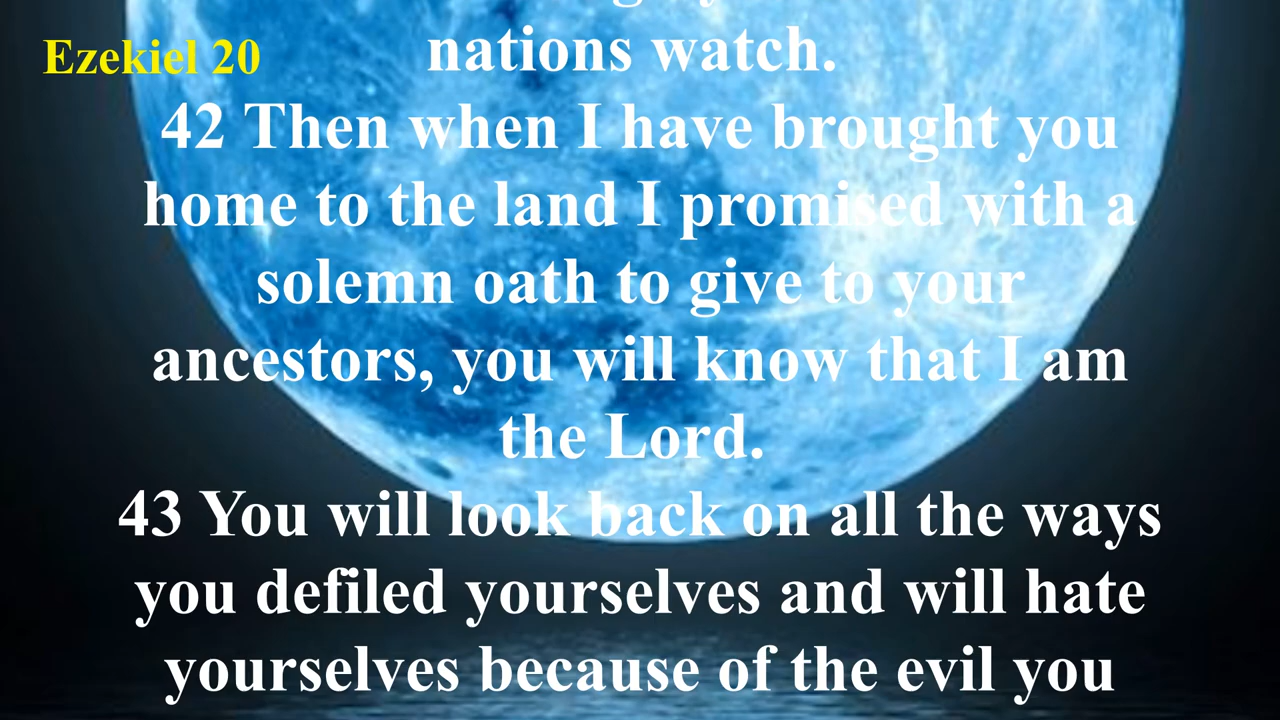 Ezekiel 20
nations watch.
42 Then when I have brought you
home to the land I promised with a
solemn oath to give to your
ancestors, you will know that I am
the Lord.
43 You will look back on all the ways
you defiled yourselves and will hate
yourselves because of the evil you